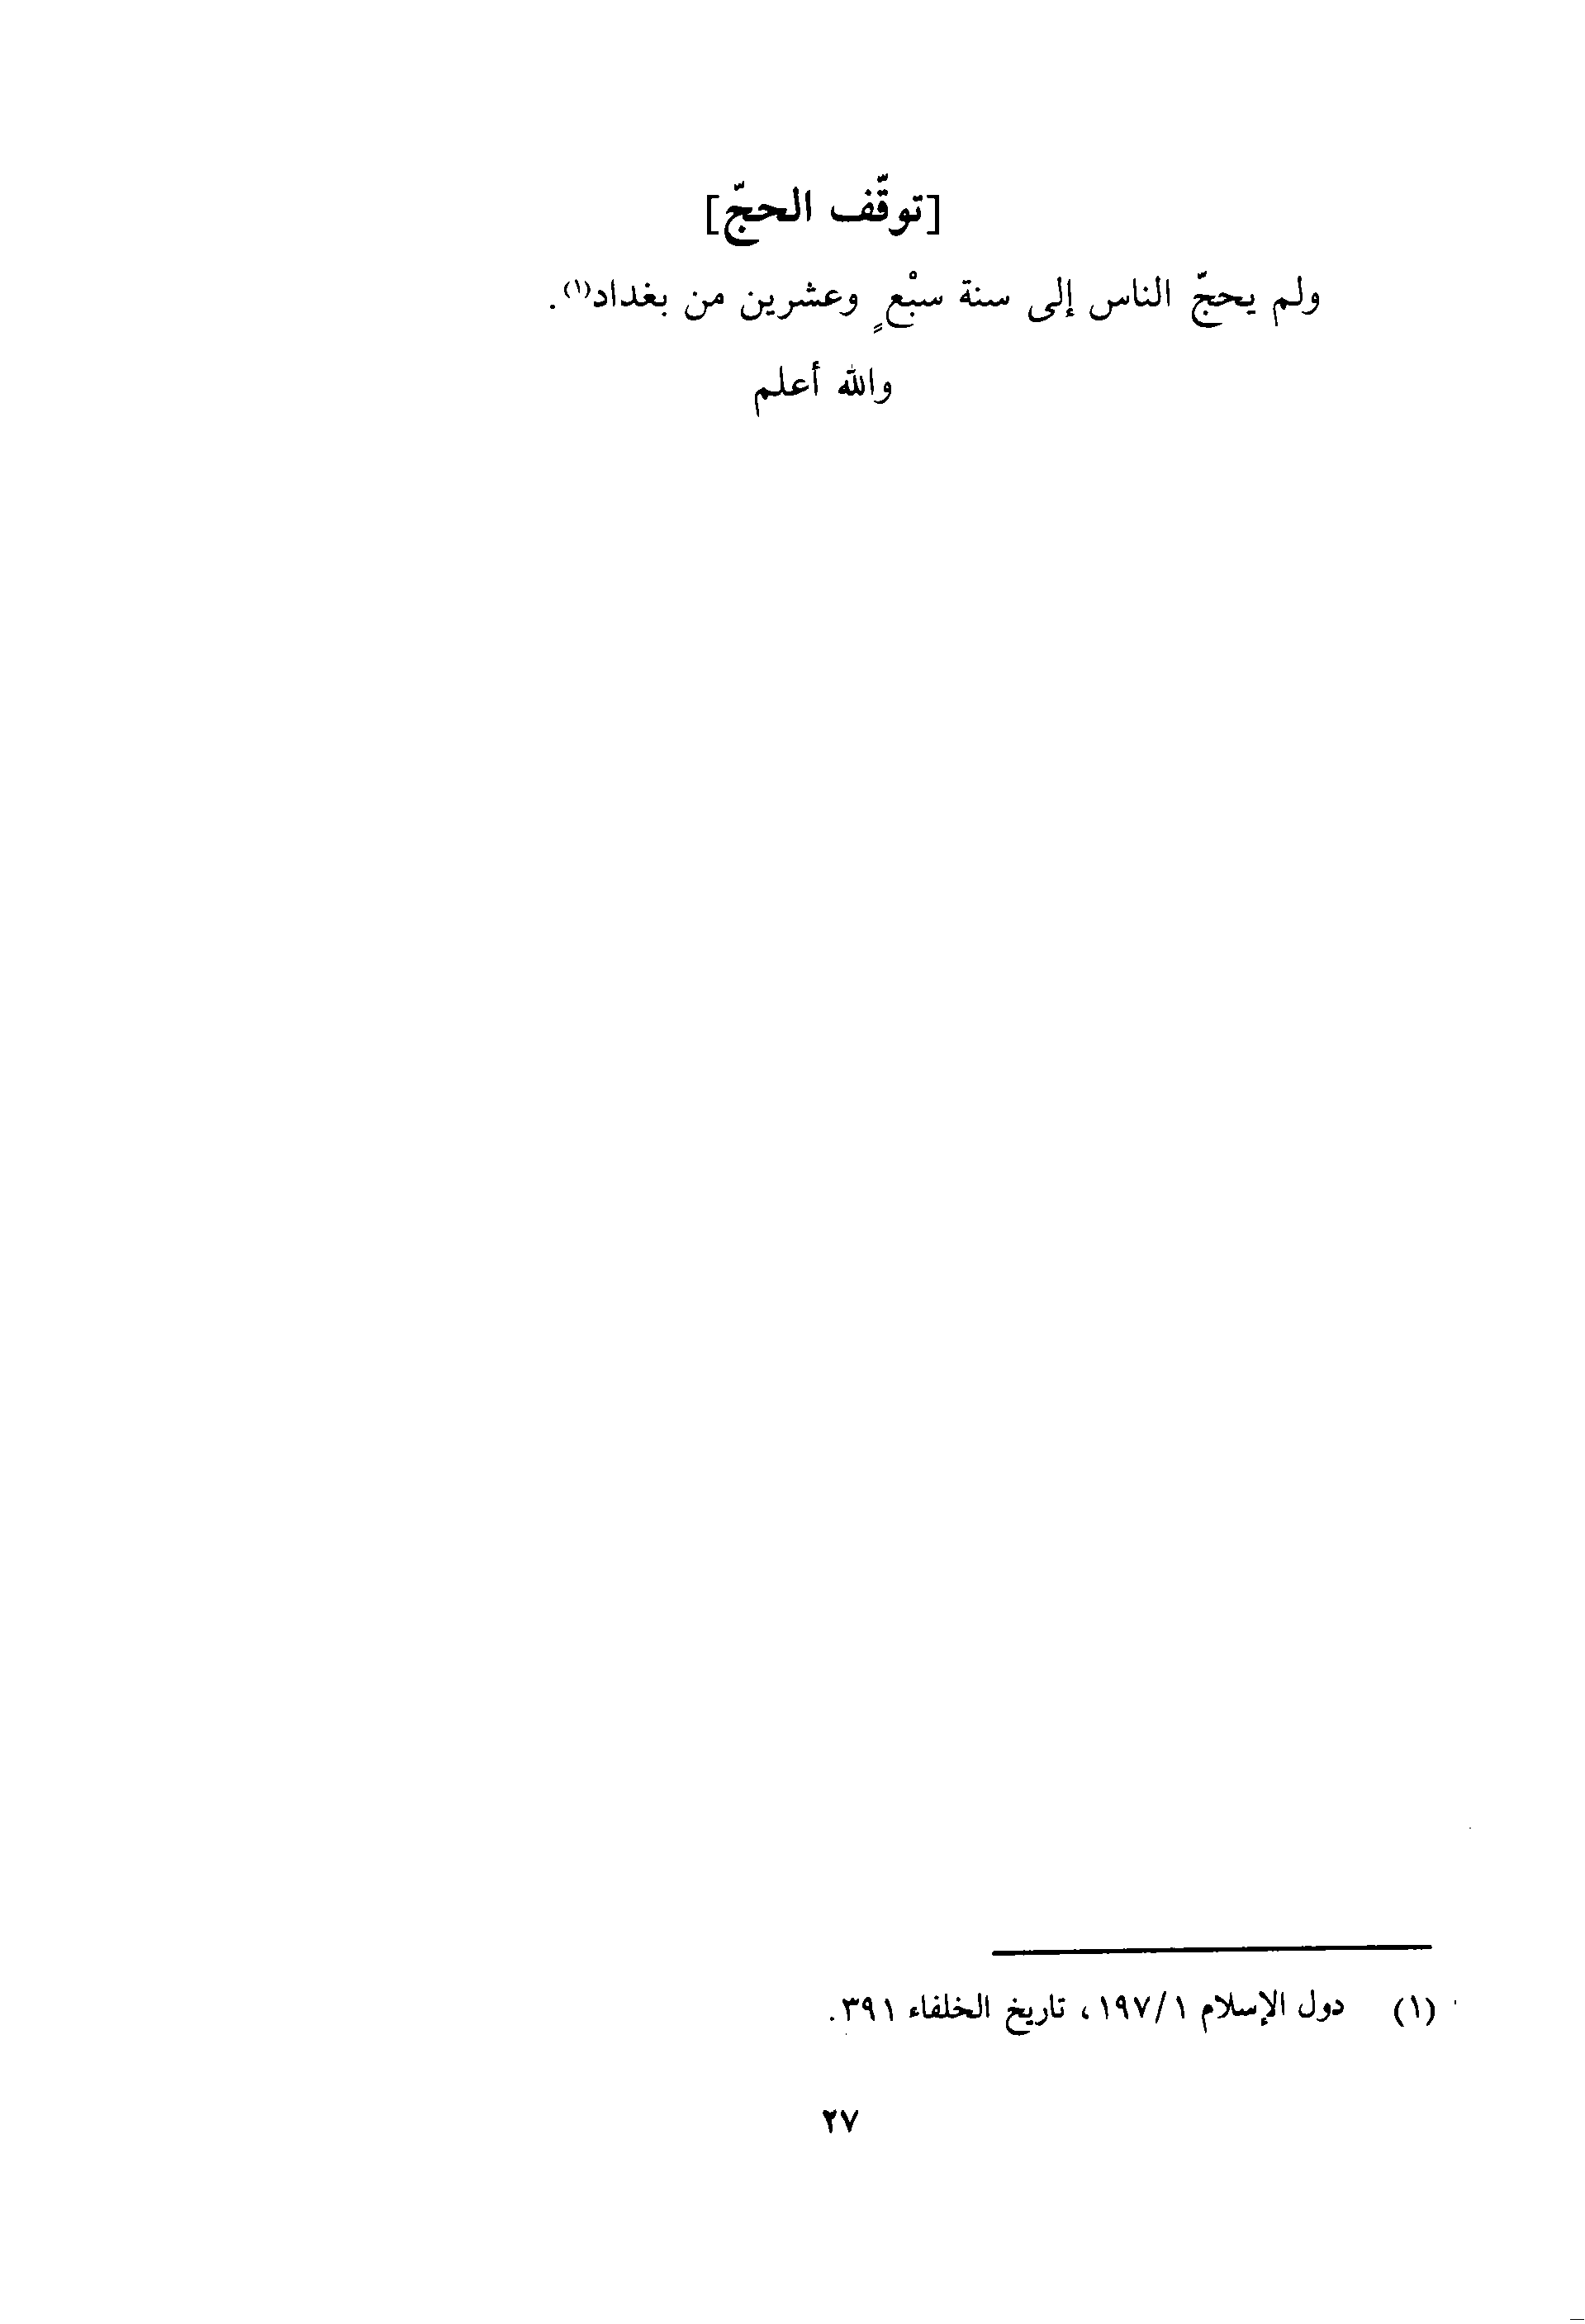 [توقّف الحجّ]
ولم يحجّ الناس إلى سنة سبْعٍ وعشرين من بغداد(١).
والله أعلم
(١) دول الإسلام ١/١٩٧، تاريخ الخلفاء ٣٩١.
٢٧